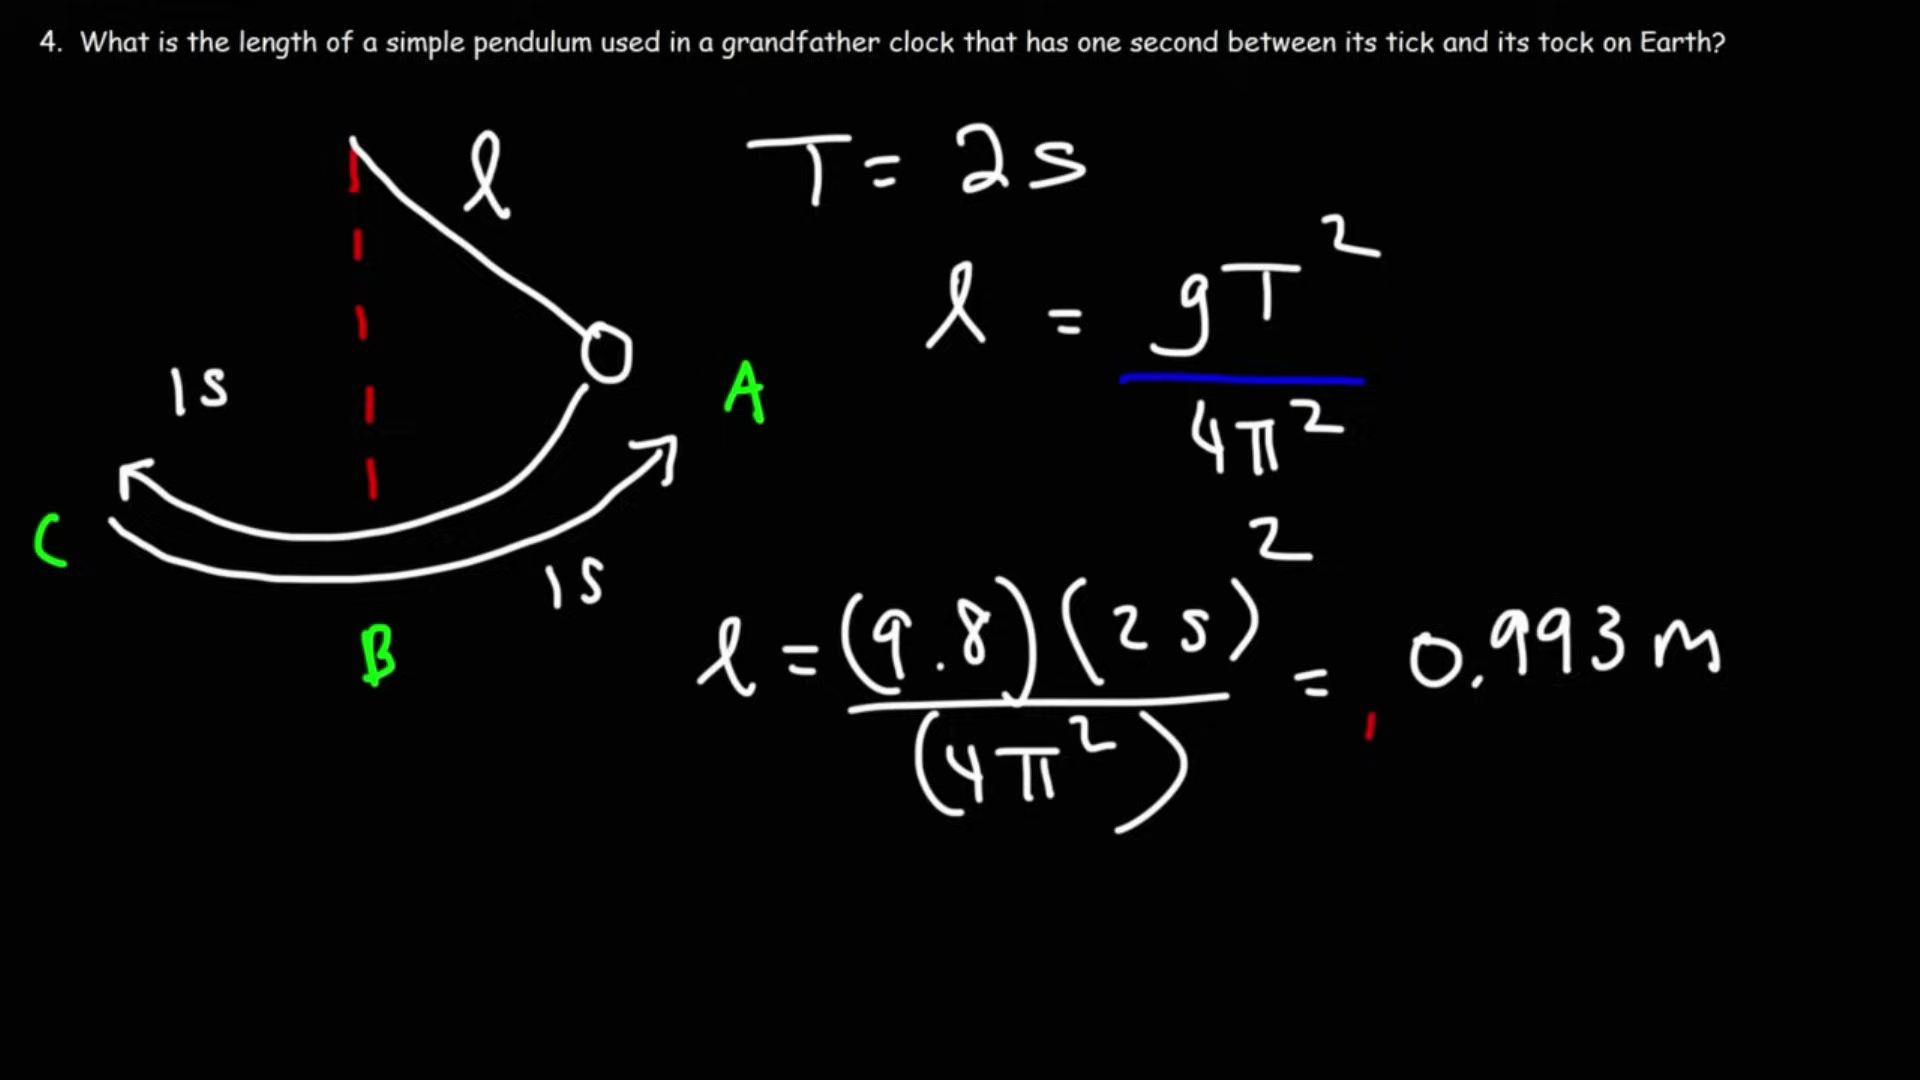 4. What is the length of a simple pendulum used in a grandfather clock that has one second between its tick and its tock on Earth?
l
T = 2s
l = gT²
4π²
1s
A
C
1s
B
l = (9.8)(2s)² = 0.993 m
(4π²)